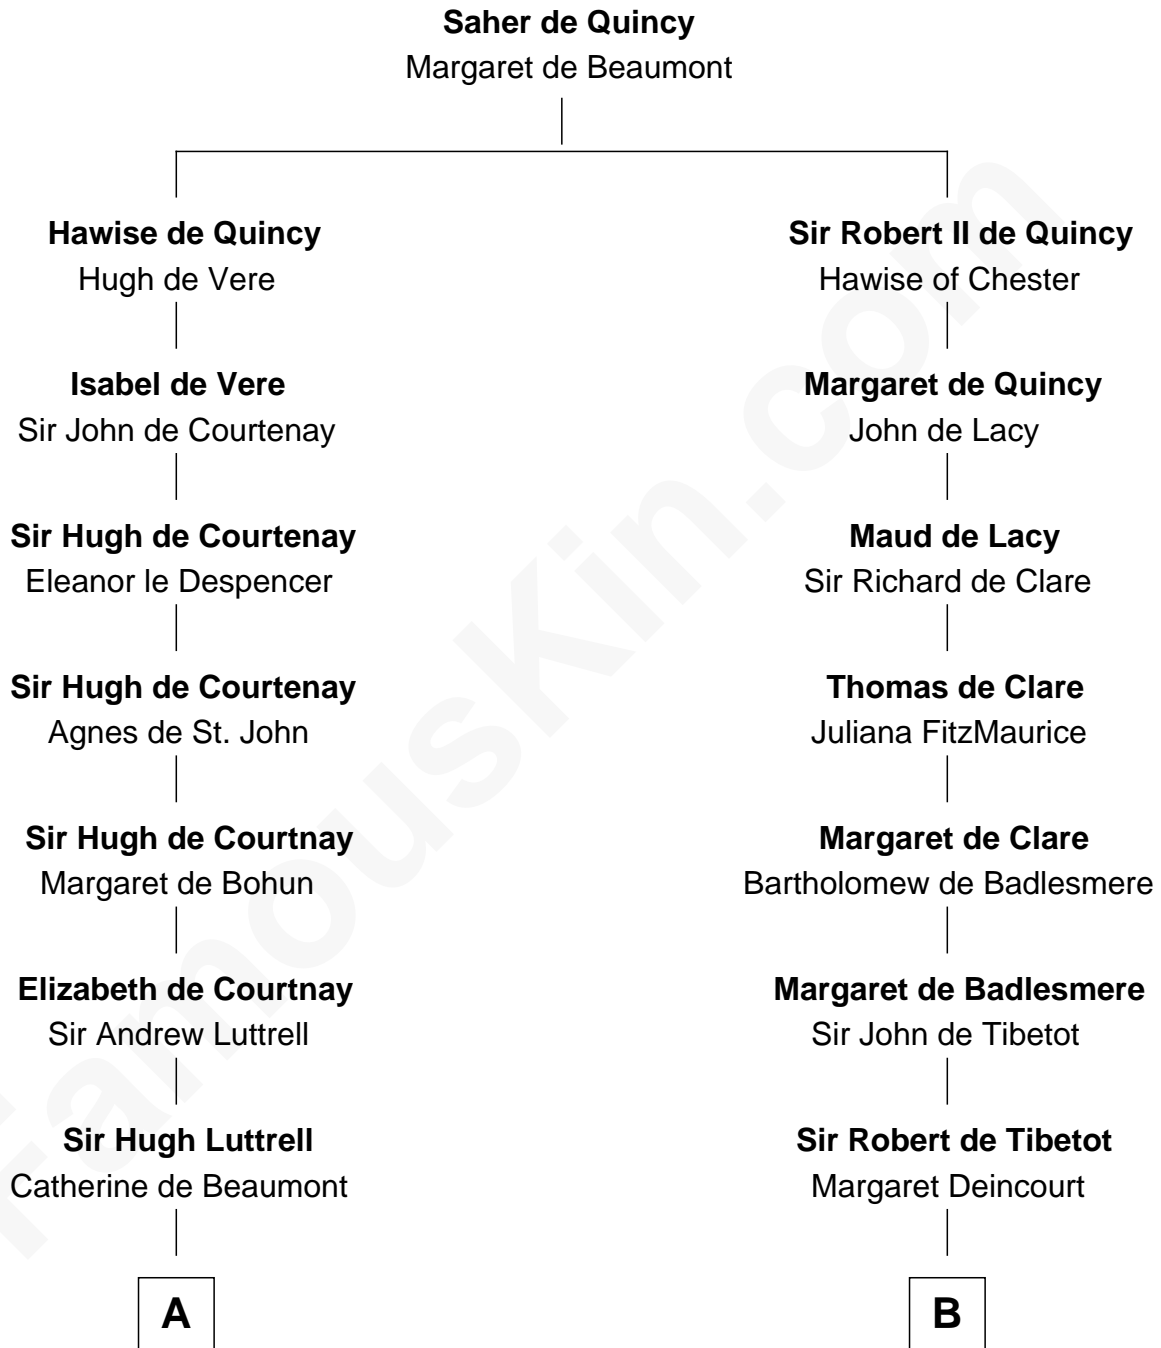 Saher de Quincy
Margaret de Beaumont
Hawise de Quincy
Hugh de Vere
Sir Robert II de Quincy
Hawise of Chester
Isabel de Vere
Sir John de Courtenay
Margaret de Quincy
John de Lacy
Sir Hugh de Courtenay
Eleanor le Despencer
Maud de Lacy
Sir Richard de Clare
Sir Hugh de Courtenay
Agnes de St. John
Thomas de Clare
Juliana FitzMaurice
Sir Hugh de Courtnay
Margaret de Bohun
Margaret de Clare
Bartholomew de Badlesmere
Elizabeth de Courtnay
Sir Andrew Luttrell
Margaret de Badlesmere
Sir John de Tibetot
Sir Hugh Luttrell
Catherine de Beaumont
Sir Robert de Tibetot
Margaret Deincourt
A
B
FamousKin.com